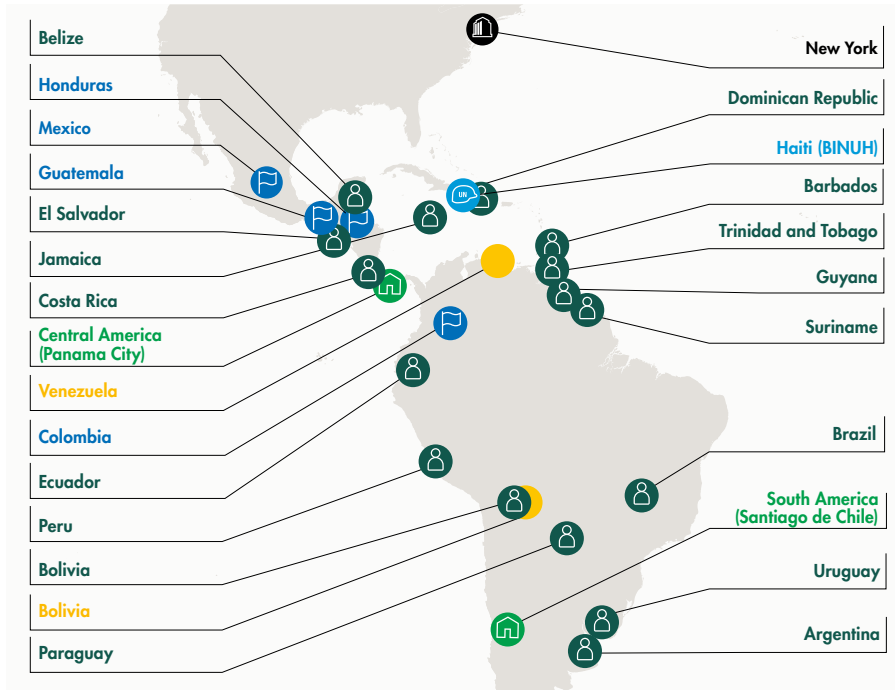 Belize
Honduras
Mexico
Guatemala
El Salvador
Jamaica
Costa Rica
Central America
(Panama City)
Venezuela
Colombia
Ecuador
Peru
Bolivia
Bolivia
Paraguay
New York
Dominican Republic
Haiti (BINUH)
Barbados
Trinidad and Tobago
Guyana
Suriname
Brazil
South America
(Santiago de Chile)
Uruguay
Argentina
UN